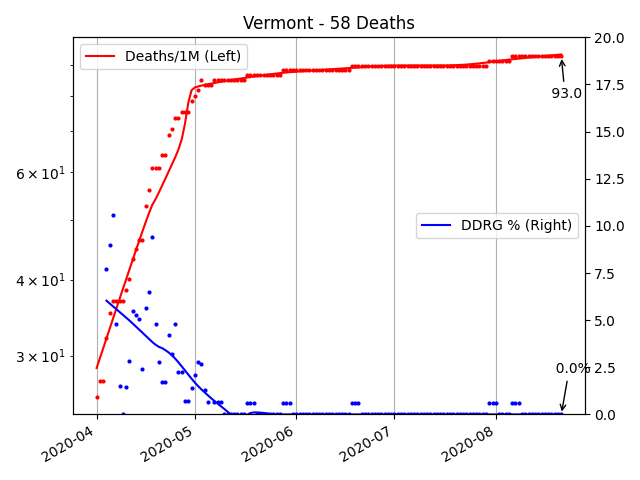 Vermont - 58 Deaths
Deaths/1M (Left)
DDRG % (Right)
93.0
0.0%
6 × 10¹
4 × 10¹
3 × 10¹
20.0
17.5
15.0
12.5
10.0
7.5
5.0
2.5
0.0
2020-04
2020-05
2020-06
2020-07
2020-08